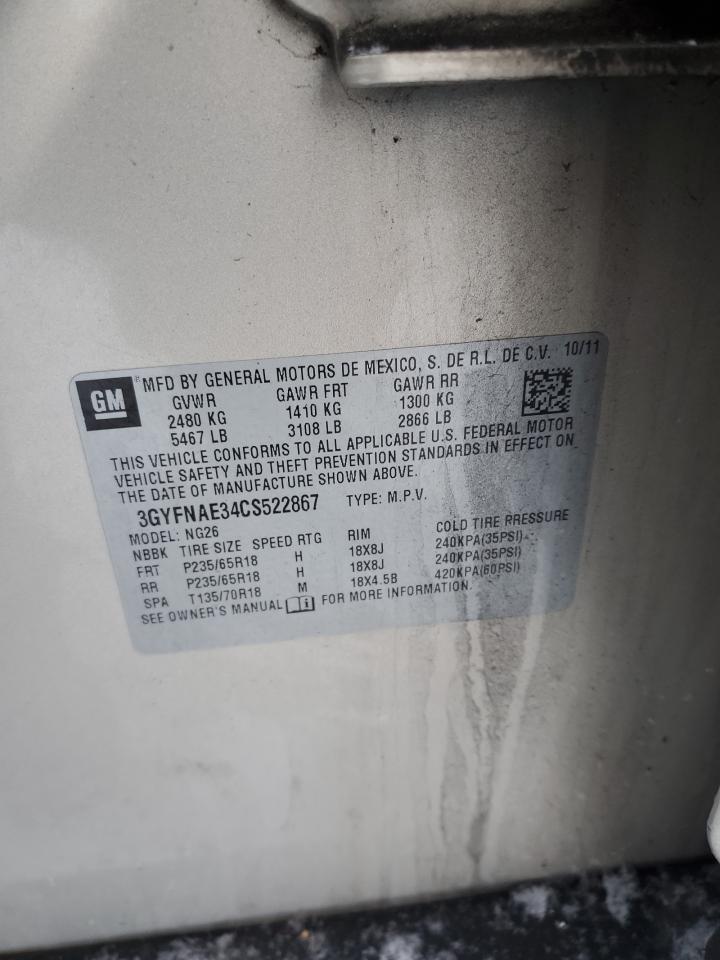 GM ® MFD BY GENERAL MOTORS DE MEXICO, S. DE R.L. DE C.V. 10/11
GVWR GAWR FRT GAWR RR
2480 KG 1410 KG 1300 KG
5467 LB 3108 LB 2866 LB
THIS VEHICLE CONFORMS TO ALL APPLICABLE U.S. FEDERAL MOTOR
VEHICLE SAFETY AND THEFT PREVENTION STANDARDS IN EFFECT ON
THE DATE OF MANUFACTURE SHOWN ABOVE.
3GYFNAE34CS522867 TYPE: M.P.V.
MODEL: NG26
NBBK TIRE SIZE SPEED RTG RIM COLD TIRE PRESSURE
FRT P235/65R18 H 18X8J 240KPA(35PSI)
RR P235/65R18 H 18X8J 240KPA(35PSI)
SPA T135/70R18 M 18X4.5B 420KPA(60PSI)
SEE OWNER'S MANUAL FOR MORE INFORMATION.